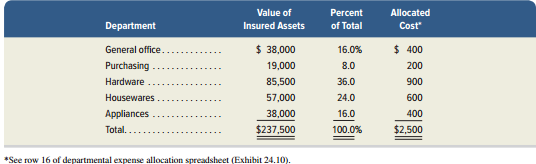 Value of Percent Allocated
Department Insured Assets of Total Cost*
General office............. $ 38,000 16.0% $ 400
Purchasing ................ 19,000 8.0 200
Hardware .................. 85,500 36.0 900
Housewares ............... 57,000 24.0 600
Appliances ................ 38,000 16.0 400
Total....................... $237,500 100.0% $2,500
*See row 16 of departmental expense allocation spreadsheet (Exhibit 24.10).